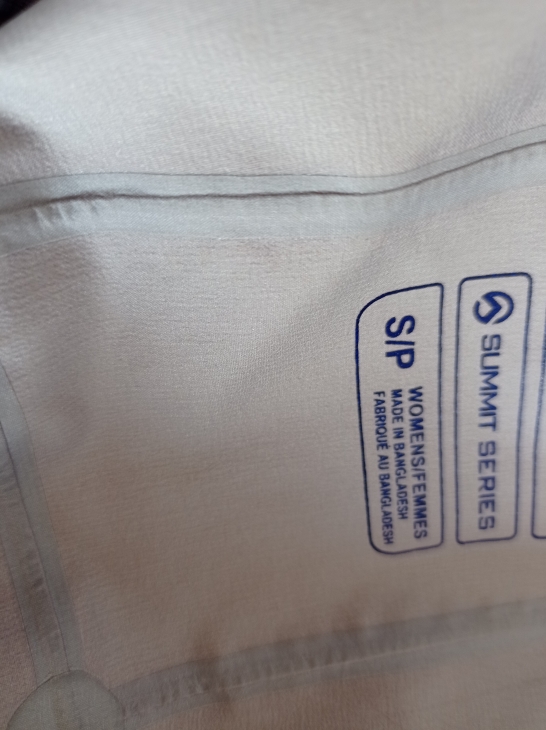 SUMMIT SERIES
S/P
WOMENS/FEMMES
MADE IN BANGLADESH
FABRIQUÉ AU BANGLADESH